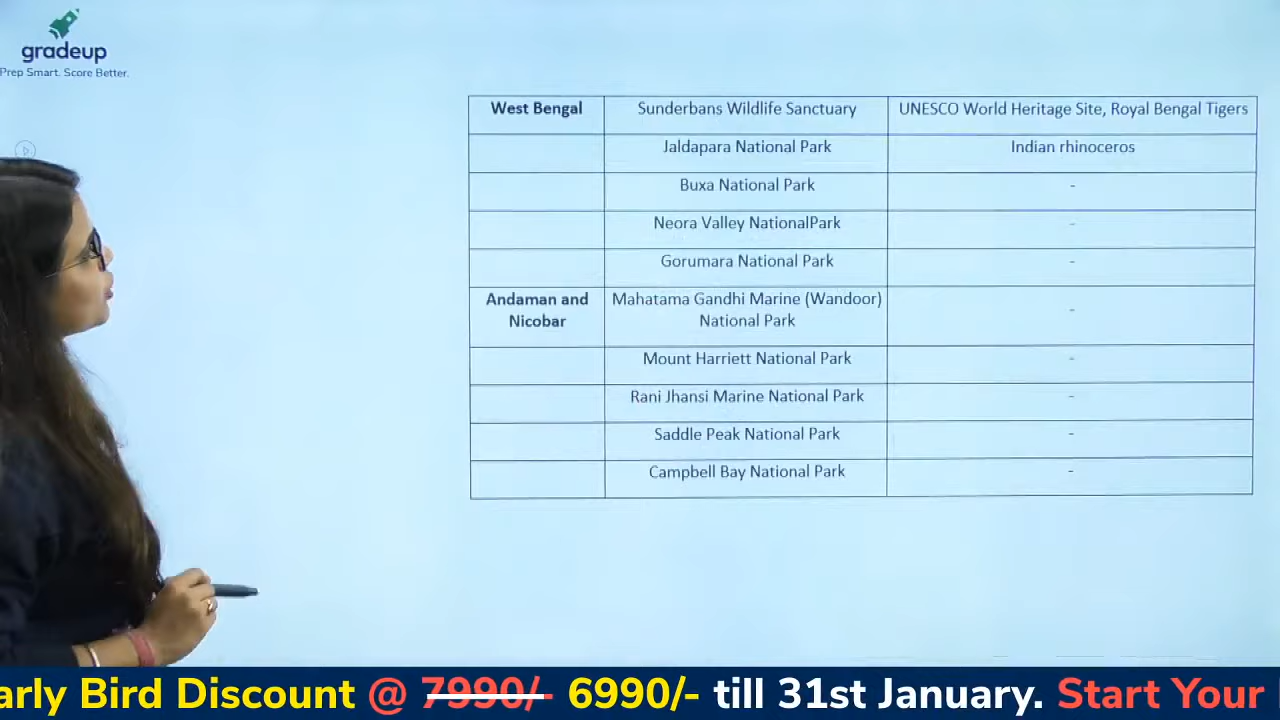 gradeup
Prep Smart. Score Better.
West Bengal Sunderbans Wildlife Sanctuary UNESCO World Heritage Site, Royal Bengal Tigers
Jaldapara National Park Indian rhinoceros
Buxa National Park -
Neora Valley NationalPark -
Gorumara National Park -
Andaman and Mahatama Gandhi Marine (Wandoor) -
Nicobar National Park
Mount Harriett National Park -
Rani Jhansi Marine National Park -
Saddle Peak National Park -
Campbell Bay National Park -
arly Bird Discount @ 7990/- 6990/- till 31st January. Start Your